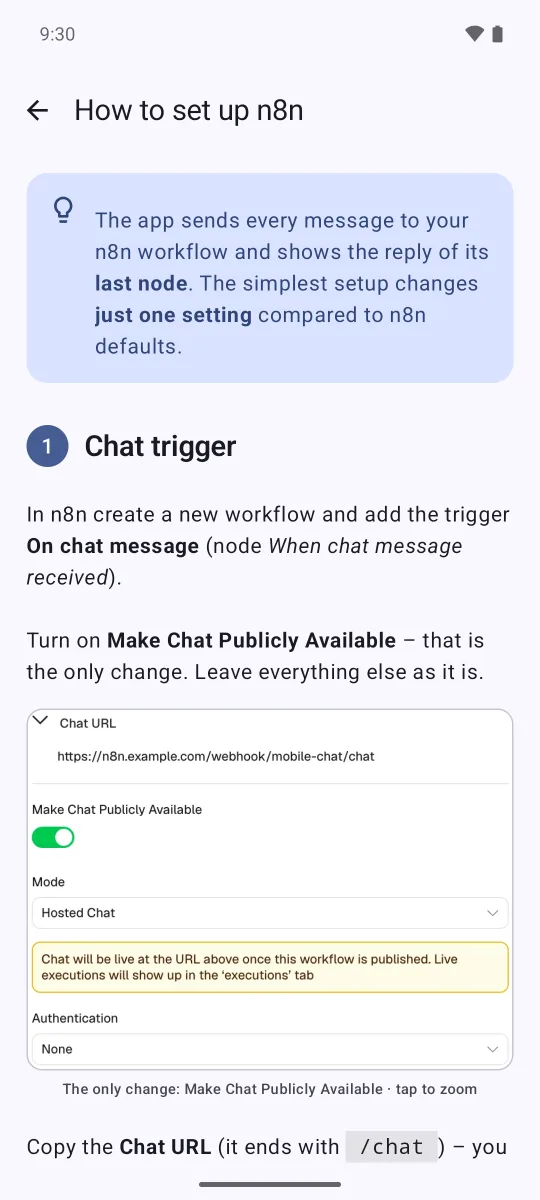 9:30
How to set up n8n
The app sends every message to your
n8n workflow and shows the reply of its
last node. The simplest setup changes
just one setting compared to n8n
defaults.
1 Chat trigger
In n8n create a new workflow and add the trigger
On chat message (node When chat message
received).
Turn on Make Chat Publicly Available – that is
the only change. Leave everything else as it is.
Chat URL
https://n8n.example.com/webhook/mobile-chat/chat
Make Chat Publicly Available
Mode
Hosted Chat
Chat will be live at the URL above once this workflow is published. Live
executions will show up in the ‘executions’ tab
Authentication
None
The only change: Make Chat Publicly Available · tap to zoom
Copy the Chat URL (it ends with /chat ) – you